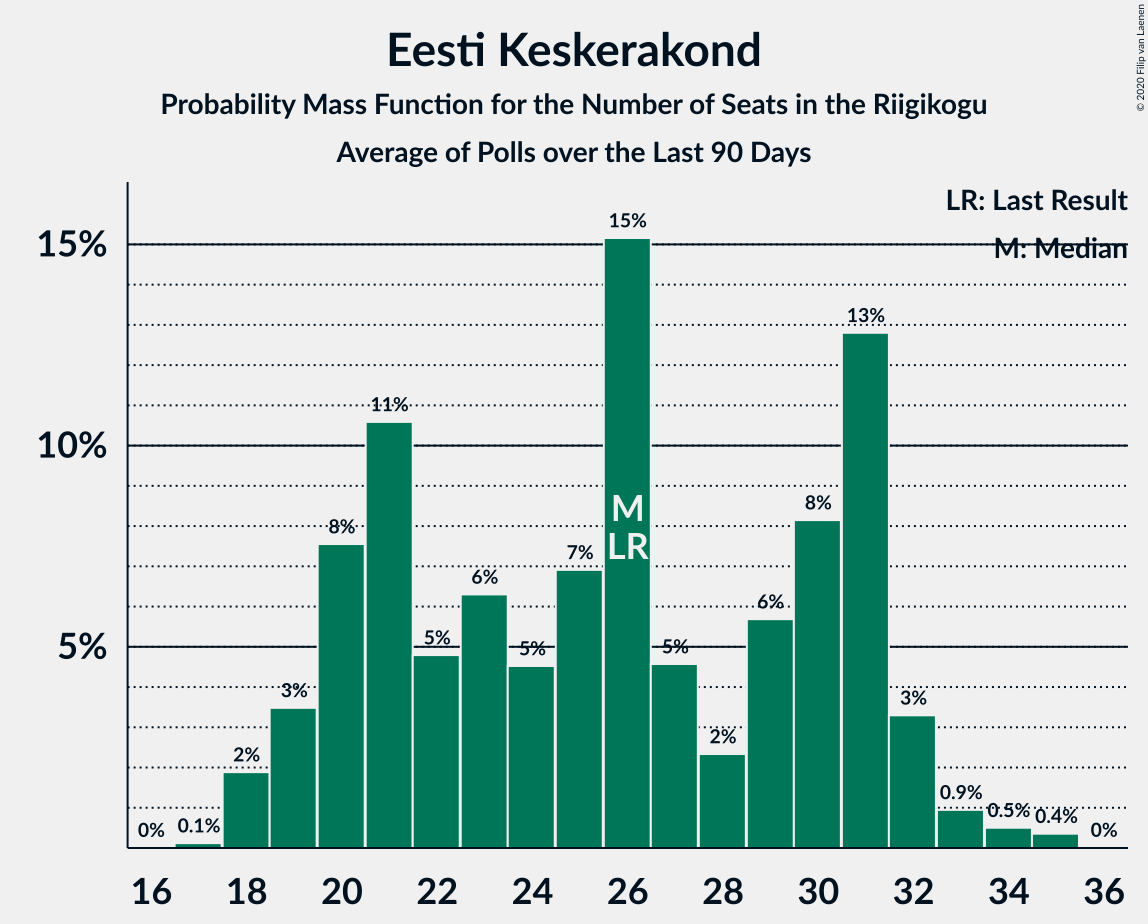 Eesti Keskerakond
Probability Mass Function for the Number of Seats in the Riigikogu
Average of Polls over the Last 90 Days
© 2020 Filip van Laenen
LR: Last Result
M: Median
15%
10%
5%
0%
0.1%
2%
3%
8%
11%
5%
6%
5%
7%
15%
5%
2%
6%
8%
13%
3%
0.9%
0.5%
0.4%
0%
M
LR
16 18 20 22 24 26 28 30 32 34 36